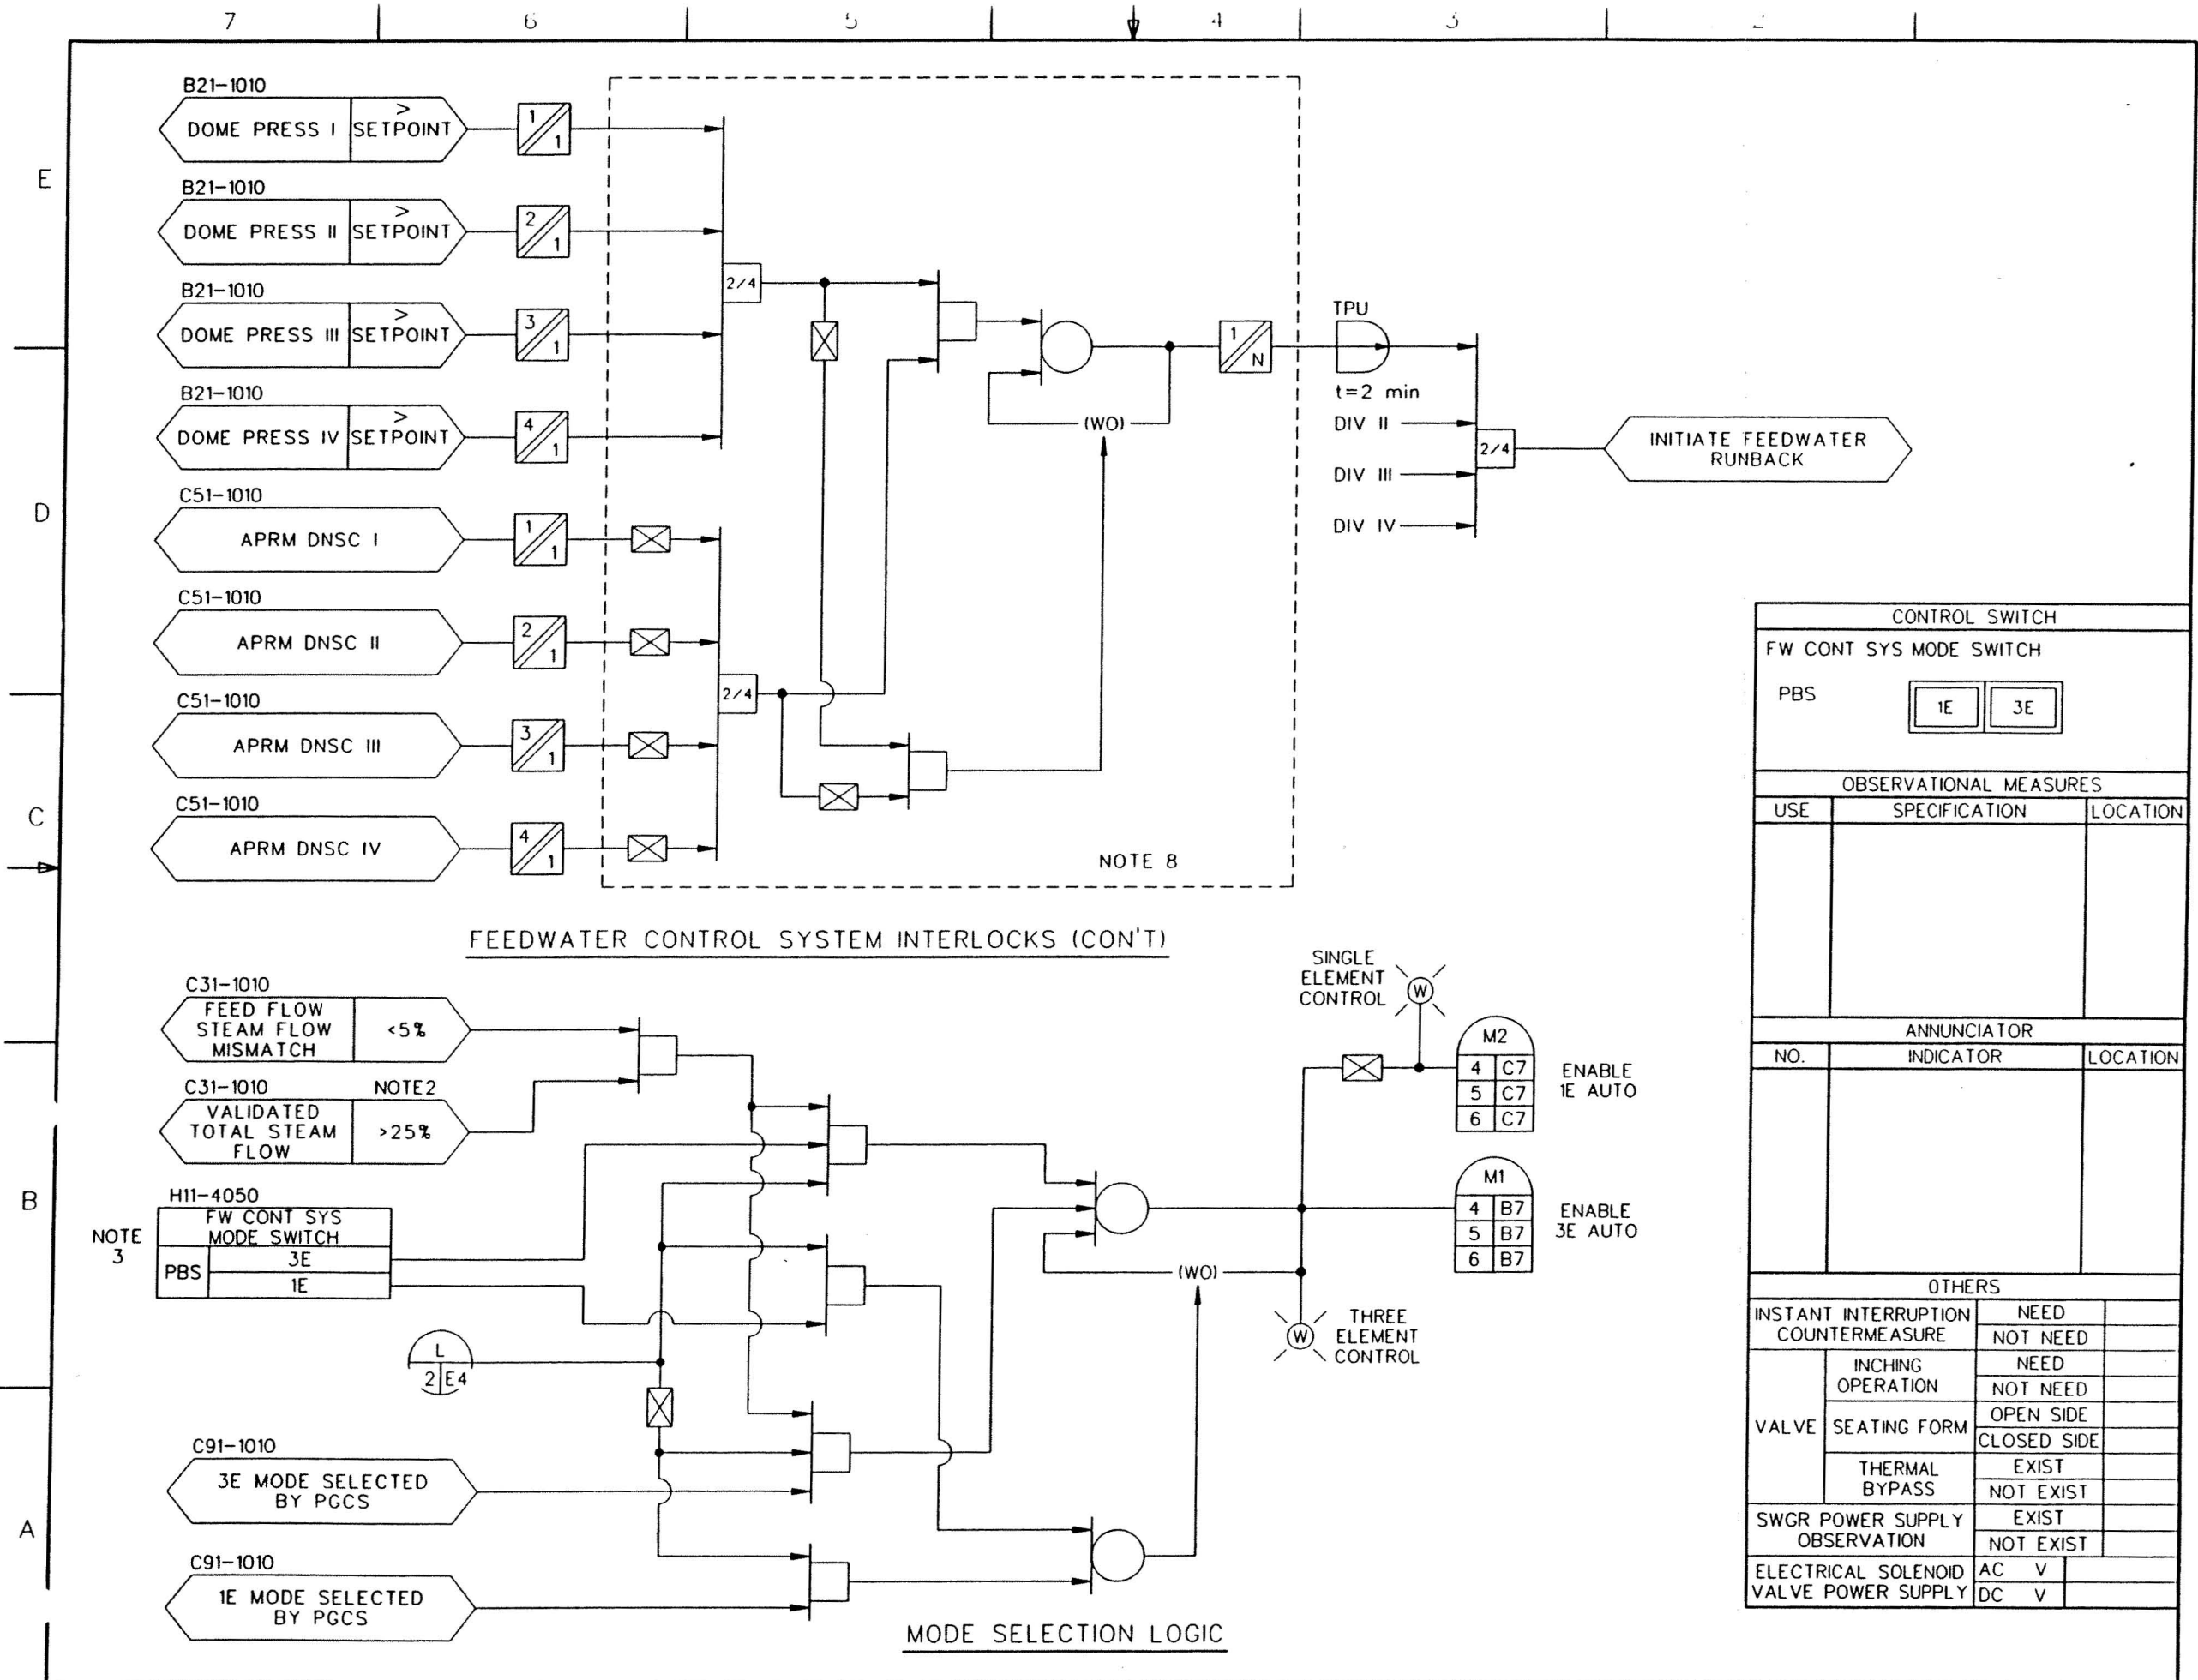 7 6 5 4 3 2
E
D
C
B
A
B21-1010
DOME PRESS I
> SETPOINT
1/1
B21-1010
DOME PRESS II
> SETPOINT
2/1
B21-1010
DOME PRESS III
> SETPOINT
3/1
B21-1010
DOME PRESS IV
> SETPOINT
4/1
2/4
C51-1010
APRM DNSC I
1/1
C51-1010
APRM DNSC II
2/1
C51-1010
APRM DNSC III
3/1
C51-1010
APRM DNSC IV
4/1
2/4
(WO)
1/N
NOTE 8
TPU
t=2 min
DIV II
DIV III
DIV IV
2/4
INITIATE FEEDWATER
RUNBACK
FEEDWATER CONTROL SYSTEM INTERLOCKS (CON'T)
C31-1010
FEED FLOW
STEAM FLOW
MISMATCH
<5%
C31-1010
NOTE2
VALIDATED
TOTAL STEAM
FLOW
>25%
NOTE
3
H11-4050
FW CONT SYS
MODE SWITCH
PBS
3E
1E
L
2 E4
C91-1010
3E MODE SELECTED
BY PGCS
C91-1010
1E MODE SELECTED
BY PGCS
(WO)
SINGLE
ELEMENT
CONTROL
W
M2
4 C7
5 C7
6 C7
ENABLE
1E AUTO
M1
4 B7
5 B7
6 B7
ENABLE
3E AUTO
W
THREE
ELEMENT
CONTROL
MODE SELECTION LOGIC
CONTROL SWITCH
FW CONT SYS MODE SWITCH
PBS
1E 3E
OBSERVATIONAL MEASURES
USE SPECIFICATION LOCATION
ANNUNCIATOR
NO. INDICATOR LOCATION
OTHERS
INSTANT INTERRUPTION
COUNTERMEASURE
NEED
NOT NEED
VALVE
INCHING
OPERATION
NEED
NOT NEED
SEATING FORM
OPEN SIDE
CLOSED SIDE
THERMAL
BYPASS
EXIST
NOT EXIST
SWGR POWER SUPPLY
OBSERVATION
EXIST
NOT EXIST
ELECTRICAL SOLENOID
VALVE POWER SUPPLY
AC V
DC V